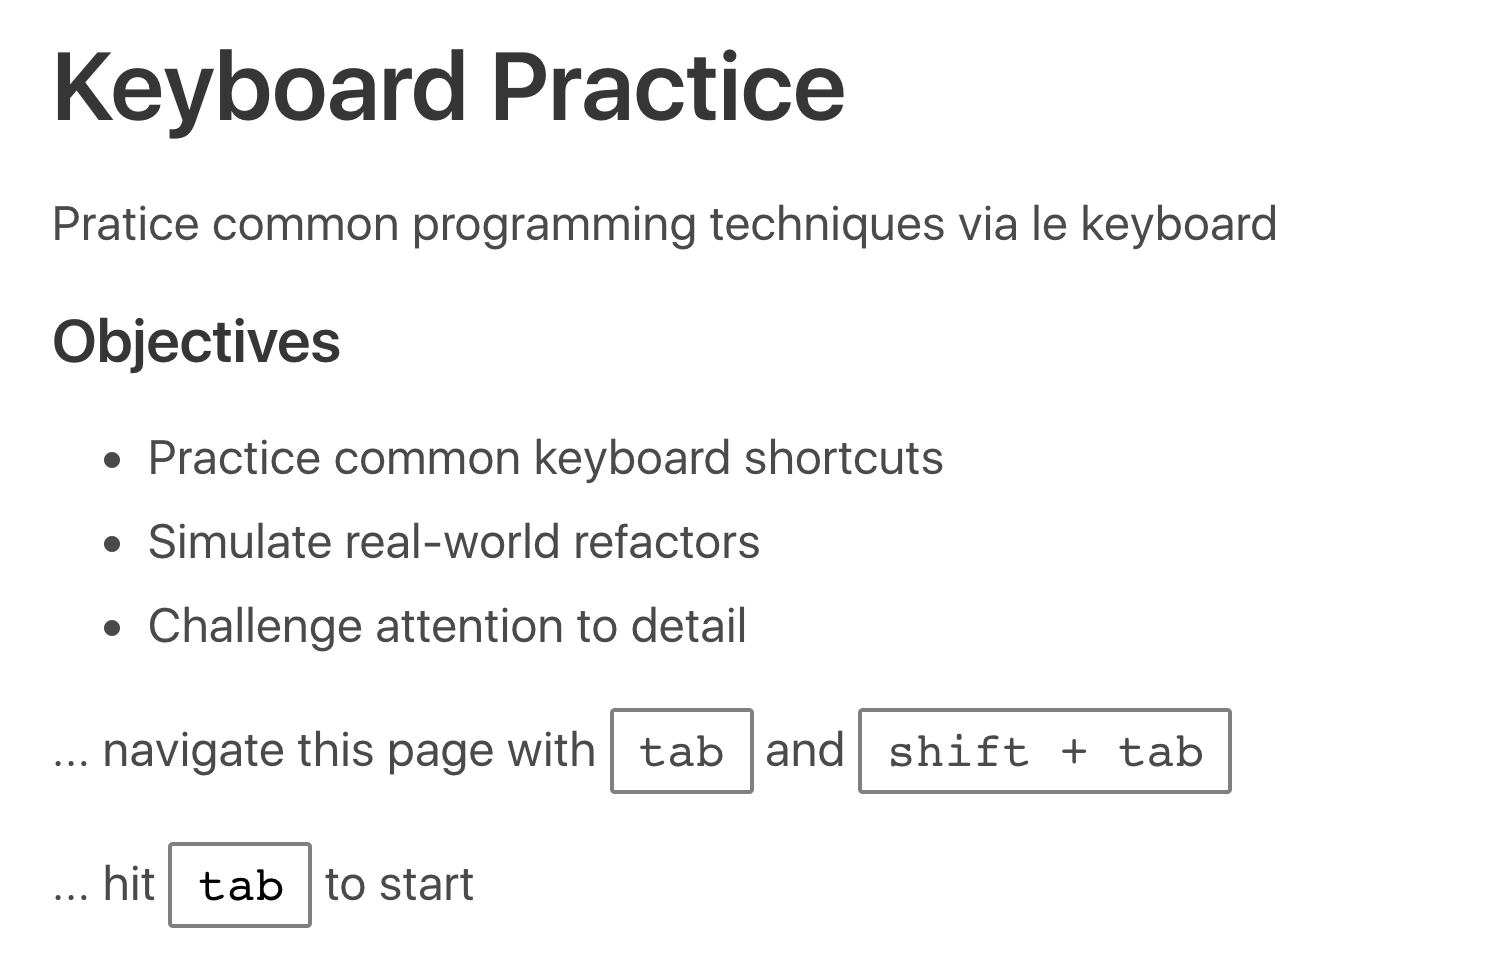 Keyboard Practice
Pratice common programming techniques via le keyboard
Objectives
• Practice common keyboard shortcuts
• Simulate real-world refactors
• Challenge attention to detail
... navigate this page with tab and shift + tab
... hit tab to start